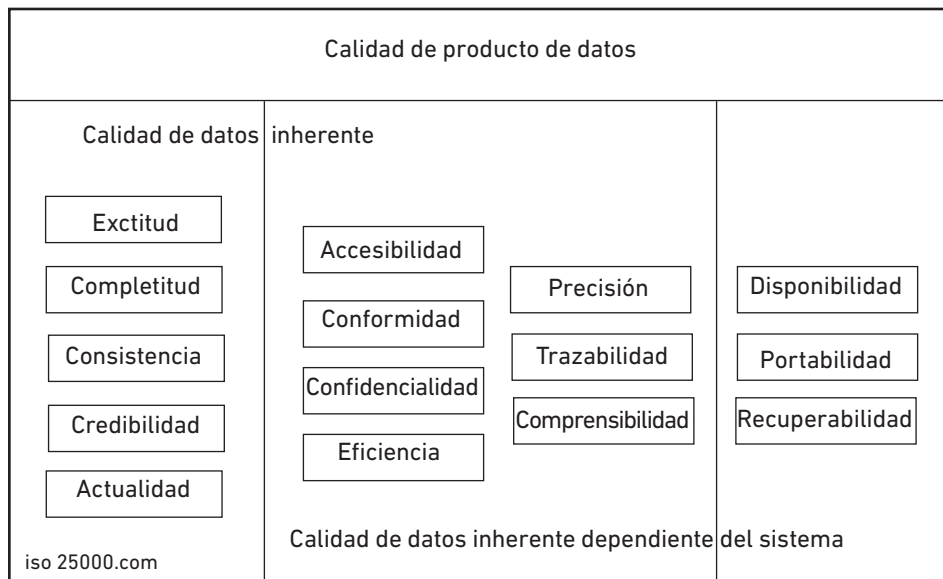 Calidad de producto de datos
Calidad de datos inherente
Exctitud
Completitud
Consistencia
Credibilidad
Actualidad
Accesibilidad
Conformidad
Confidencialidad
Eficiencia
Precisión
Trazabilidad
Comprensibilidad
Disponibilidad
Portabilidad
Recuperabilidad
Calidad de datos inherente dependiente del sistema
iso 25000.com